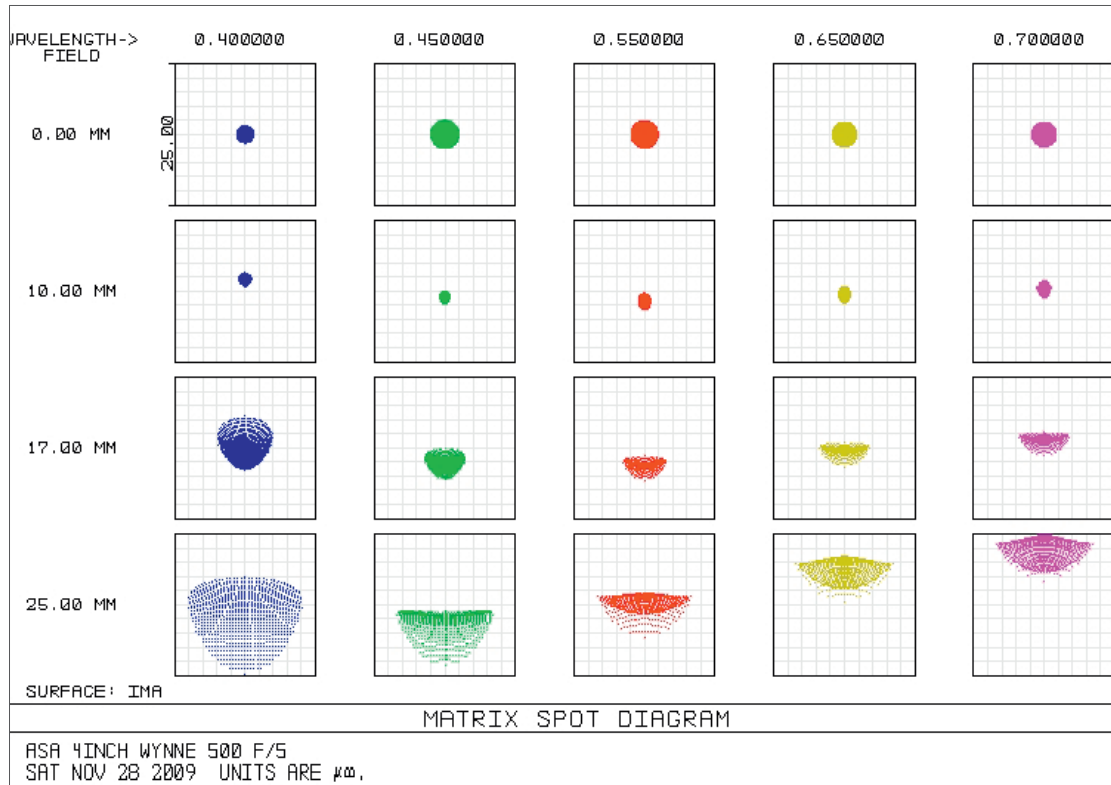 WAVELENGTH-> 0.400000 0.450000 0.550000 0.650000 0.700000
FIELD
0.00 MM
25.00
10.00 MM
17.00 MM
25.00 MM
SURFACE: IMA
MATRIX SPOT DIAGRAM
ASA 4INCH WYNNE 500 F/5
SAT NOV 28 2009 UNITS ARE µm.